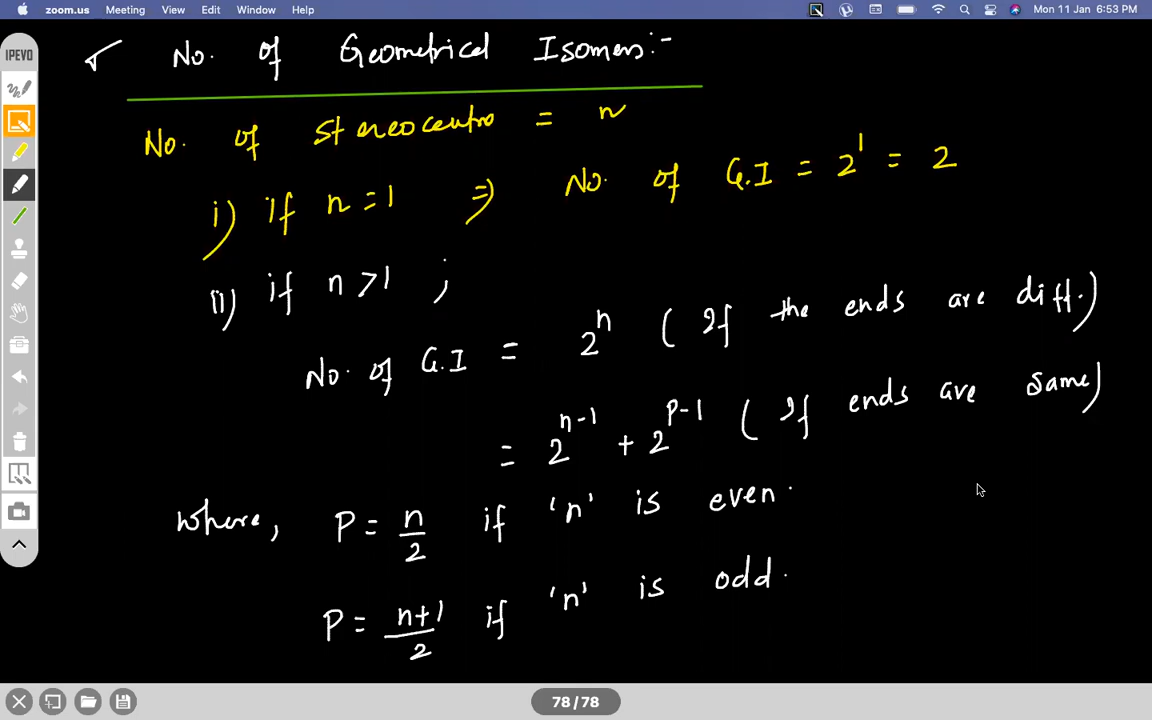 zoom.us Meeting View Edit Window Help Mon 11 Jan 6:53 PM
IPEVO
No. of Geometrical Isomers:-
No. of Stereocentre = n
i) if n=1 => No. of G.I = 2^1 = 2
ii) if n>1 ;
No. of G.I = 2^n ( If the ends are diff.)
= 2^(n-1) + 2^(P-1) ( If ends are same)
where, P = n/2 if 'n' is even.
P = (n+1)/2 if 'n' is odd.
78/78